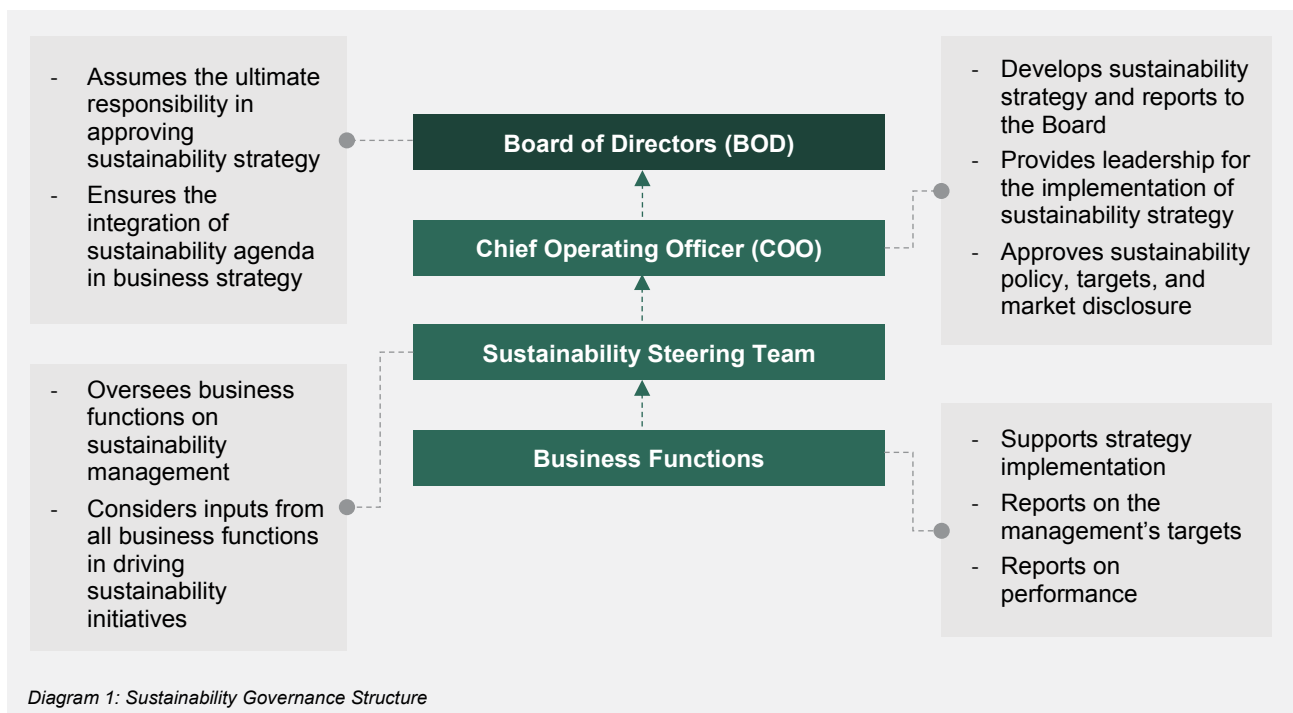 - Assumes the ultimate
responsibility in
approving
sustainability strategy
- Ensures the
integration of
sustainability agenda
in business strategy
Board of Directors (BOD)
Chief Operating Officer (COO)
Sustainability Steering Team
Business Functions
- Develops sustainability
strategy and reports to
the Board
- Provides leadership for
the implementation of
sustainability strategy
- Approves sustainability
policy, targets, and
market disclosure
- Oversees business
functions on
sustainability
management
- Considers inputs from
all business functions
in driving
sustainability
initiatives
- Supports strategy
implementation
- Reports on the
management’s targets
- Reports on
performance
Diagram 1: Sustainability Governance Structure